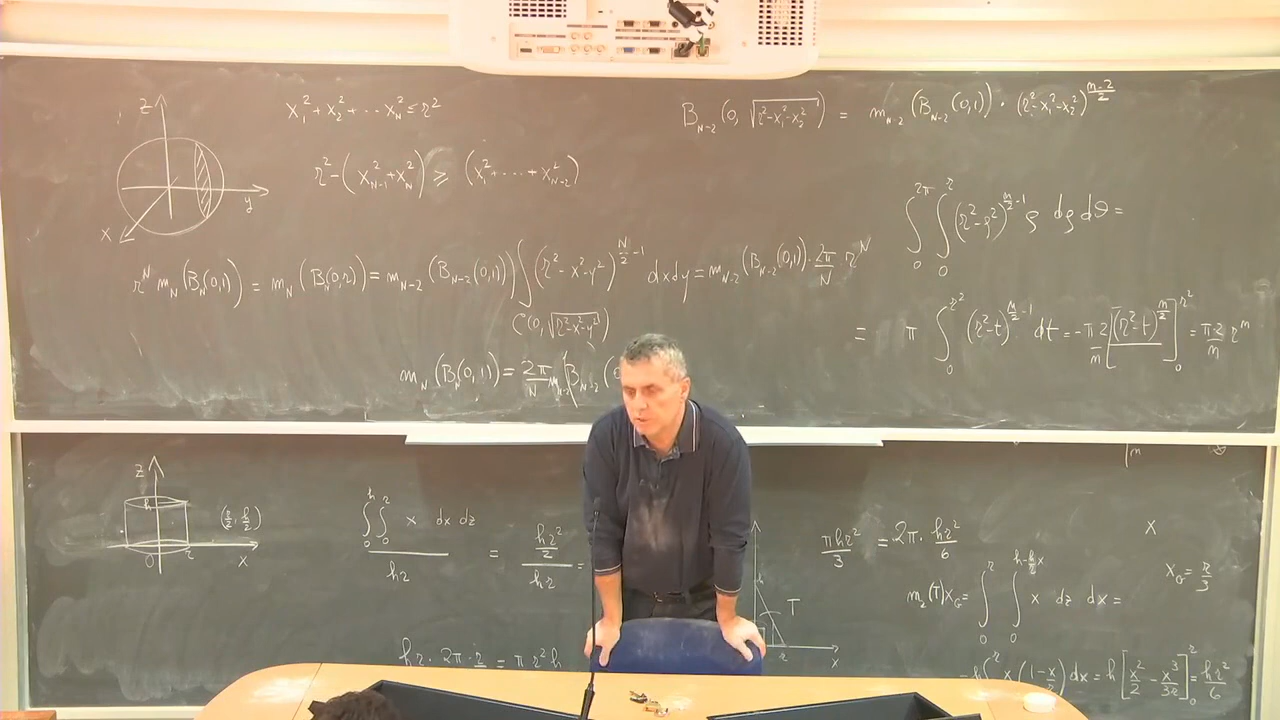 z
y
x
x_1^2 + x_2^2 + ... x_N^2 ≤ r^2
r^2 - (x_{N-1}^2 + x_N^2) ≥ (x_1^2 + ... + x_{N-2}^2)
r^N m_N(B_N(0,1)) = m_N(B(0,r)) = m_{N-2}(B_{N-2}(0,1)) ∫(r^2 - x^2 - y^2)^{N/2 - 1} dxdy = m_{N-2}(B_{N-2}(0,1)) · 2π/N r^N
C(0, √(r^2-x^2-y^2))
m_N(B_N(0,1)) = 2π/N m_{N-2}(B_{N-2}(
B_{N-2}(0, √(r^2-x_1^2-x_2^2)) = m_{N-2}(B_{N-2}(0,1)) · (r^2-x_1^2-x_2^2)^{(n-2)/2}
∫_0^{2π} ∫_0^r (r^2-ρ^2)^{n/2 - 1} ρ dρ dϑ =
= π ∫_0^{r^2} (r^2-t)^{n/2 - 1} dt = -π 2/n [(r^2-t)^{n/2}]_0^{r^2} = π 2/n r^n
z
h
(r/2, h/2)
0
r
x
∫_0^h ∫_0^r x dx dz / hr = (hr^2/2) / hr =
hr · 2π · r/2 = π r^2 h
T
r
x
πhr^2/3 = 2π · hr^2/6
x
x_G = r/3
m_2(T)x_G = ∫_0^r ∫_0^{h-h/r x} x dz dx =
= h∫_0^r x(1-x/r)dx = h[x^2/2 - x^3/3r]_0^r = hr^2/6